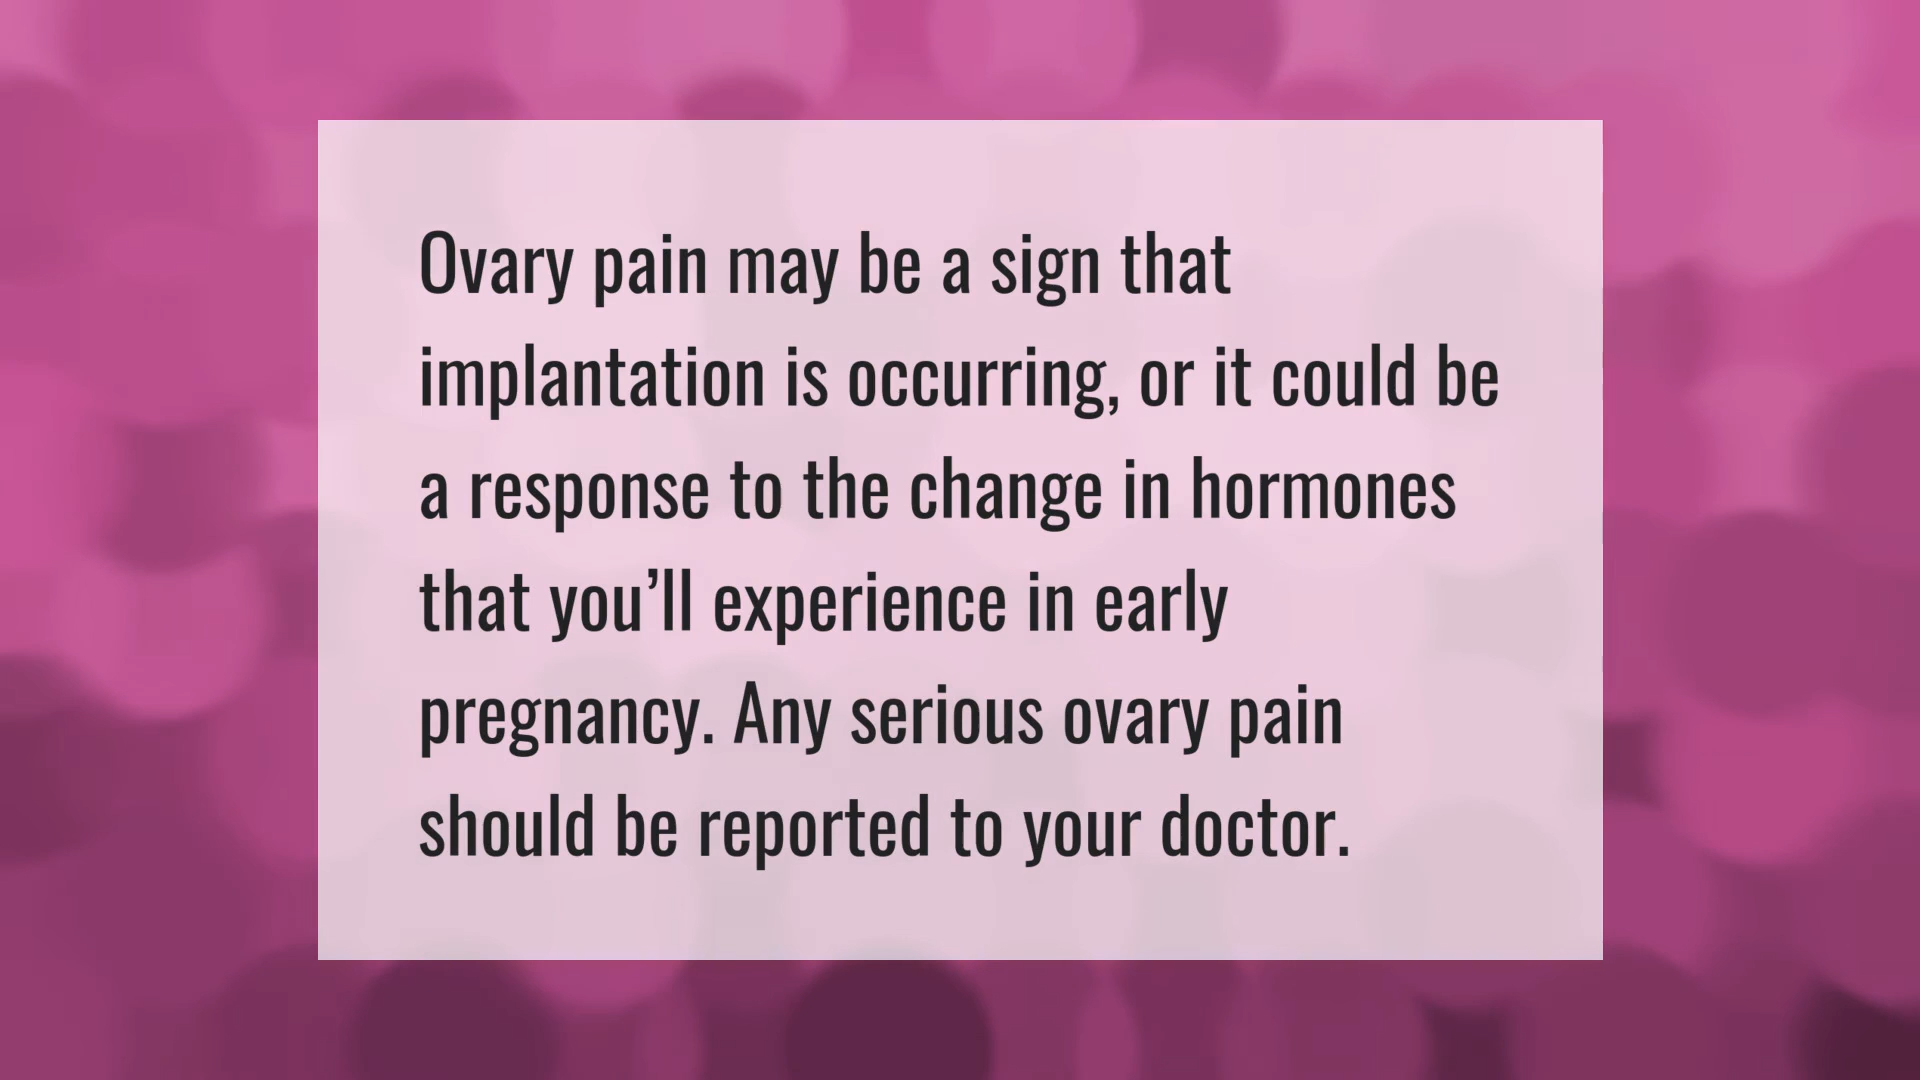 Ovary pain may be a sign that
implantation is occurring, or it could be
a response to the change in hormones
that you’ll experience in early
pregnancy. Any serious ovary pain
should be reported to your doctor.